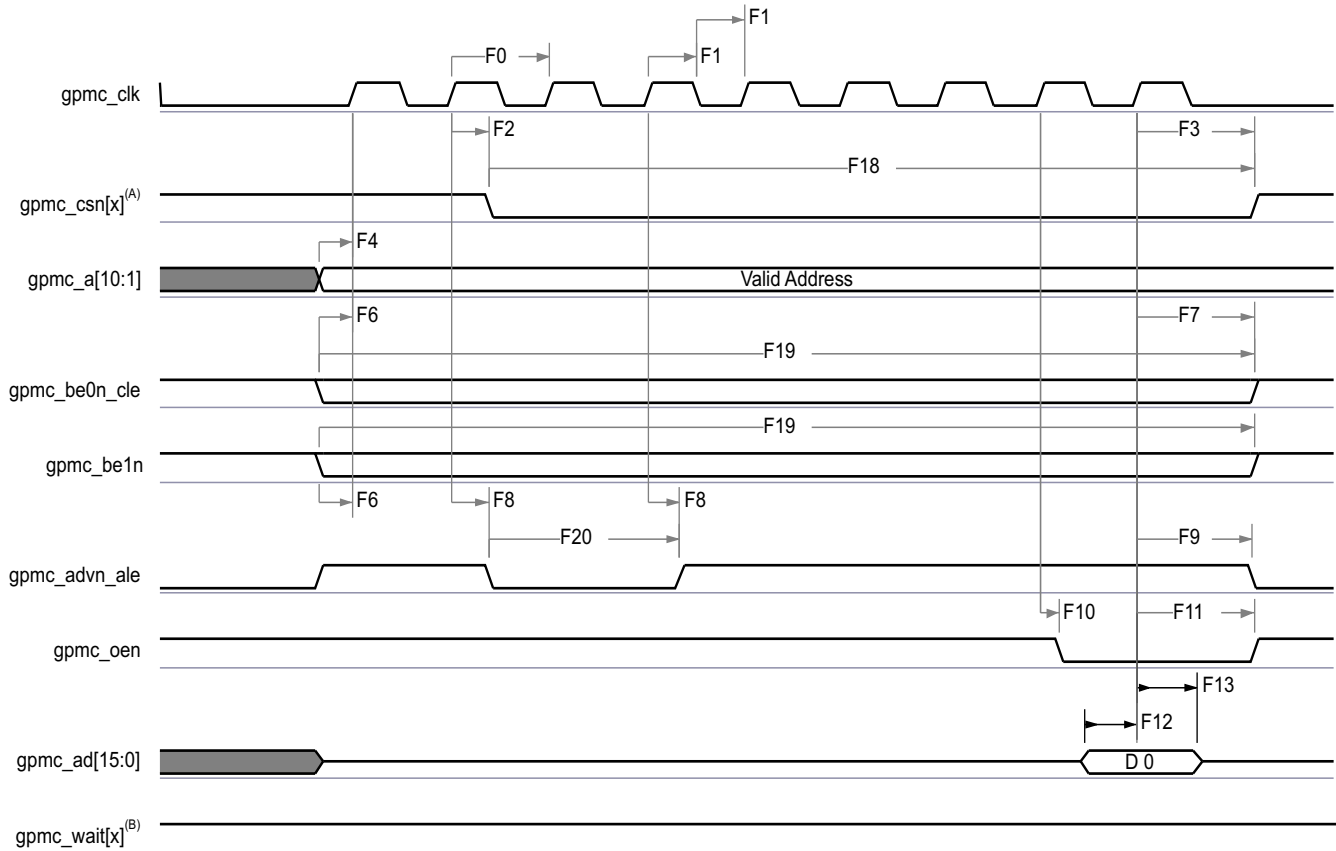 F1
F0
F1
gpmc_clk
F2
F3
F18
gpmc_csn[x](A)
F4
gpmc_a[10:1]
Valid Address
F6
F7
F19
gpmc_be0n_cle
F19
gpmc_be1n
F6
F8
F8
F20
F9
gpmc_advn_ale
F10
F11
gpmc_oen
F13
F12
gpmc_ad[15:0]
D 0
gpmc_wait[x](B)